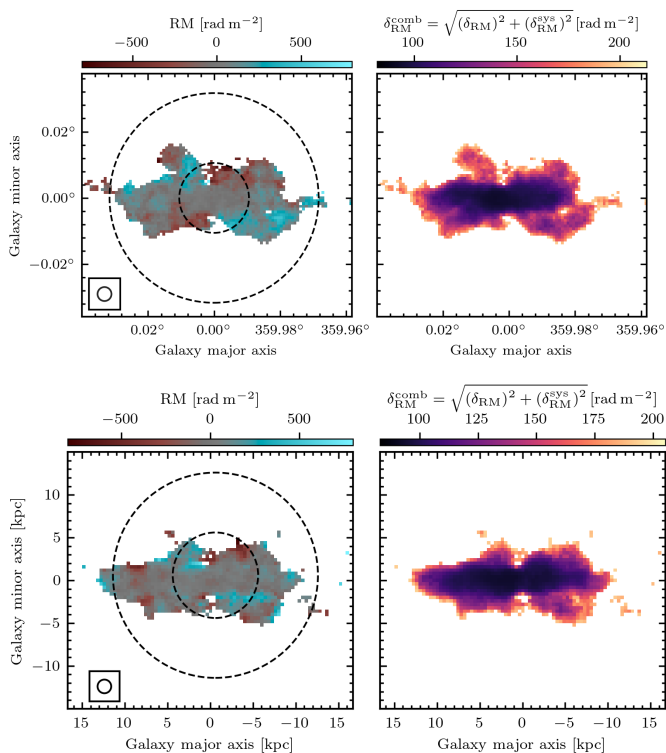 RM [rad m⁻²]
δ_RM^comb = √((δ_RM)² + (δ_RM^sys)²) [rad m⁻²]
−500 0 500
100 150 200
Galaxy minor axis
0.02°
0.00°
−0.02°
0.02° 0.00° 359.98° 359.96°
0.02° 0.00° 359.98° 359.96°
Galaxy major axis
Galaxy major axis
RM [rad m⁻²]
δ_RM^comb = √((δ_RM)² + (δ_RM^sys)²) [rad m⁻²]
−500 0 500
100 125 150 175 200
Galaxy minor axis [kpc]
10
5
0
−5
−10
15 10 5 0 −5 −10 15
15 10 5 0 −5 −10 15
Galaxy major axis [kpc]
Galaxy major axis [kpc]